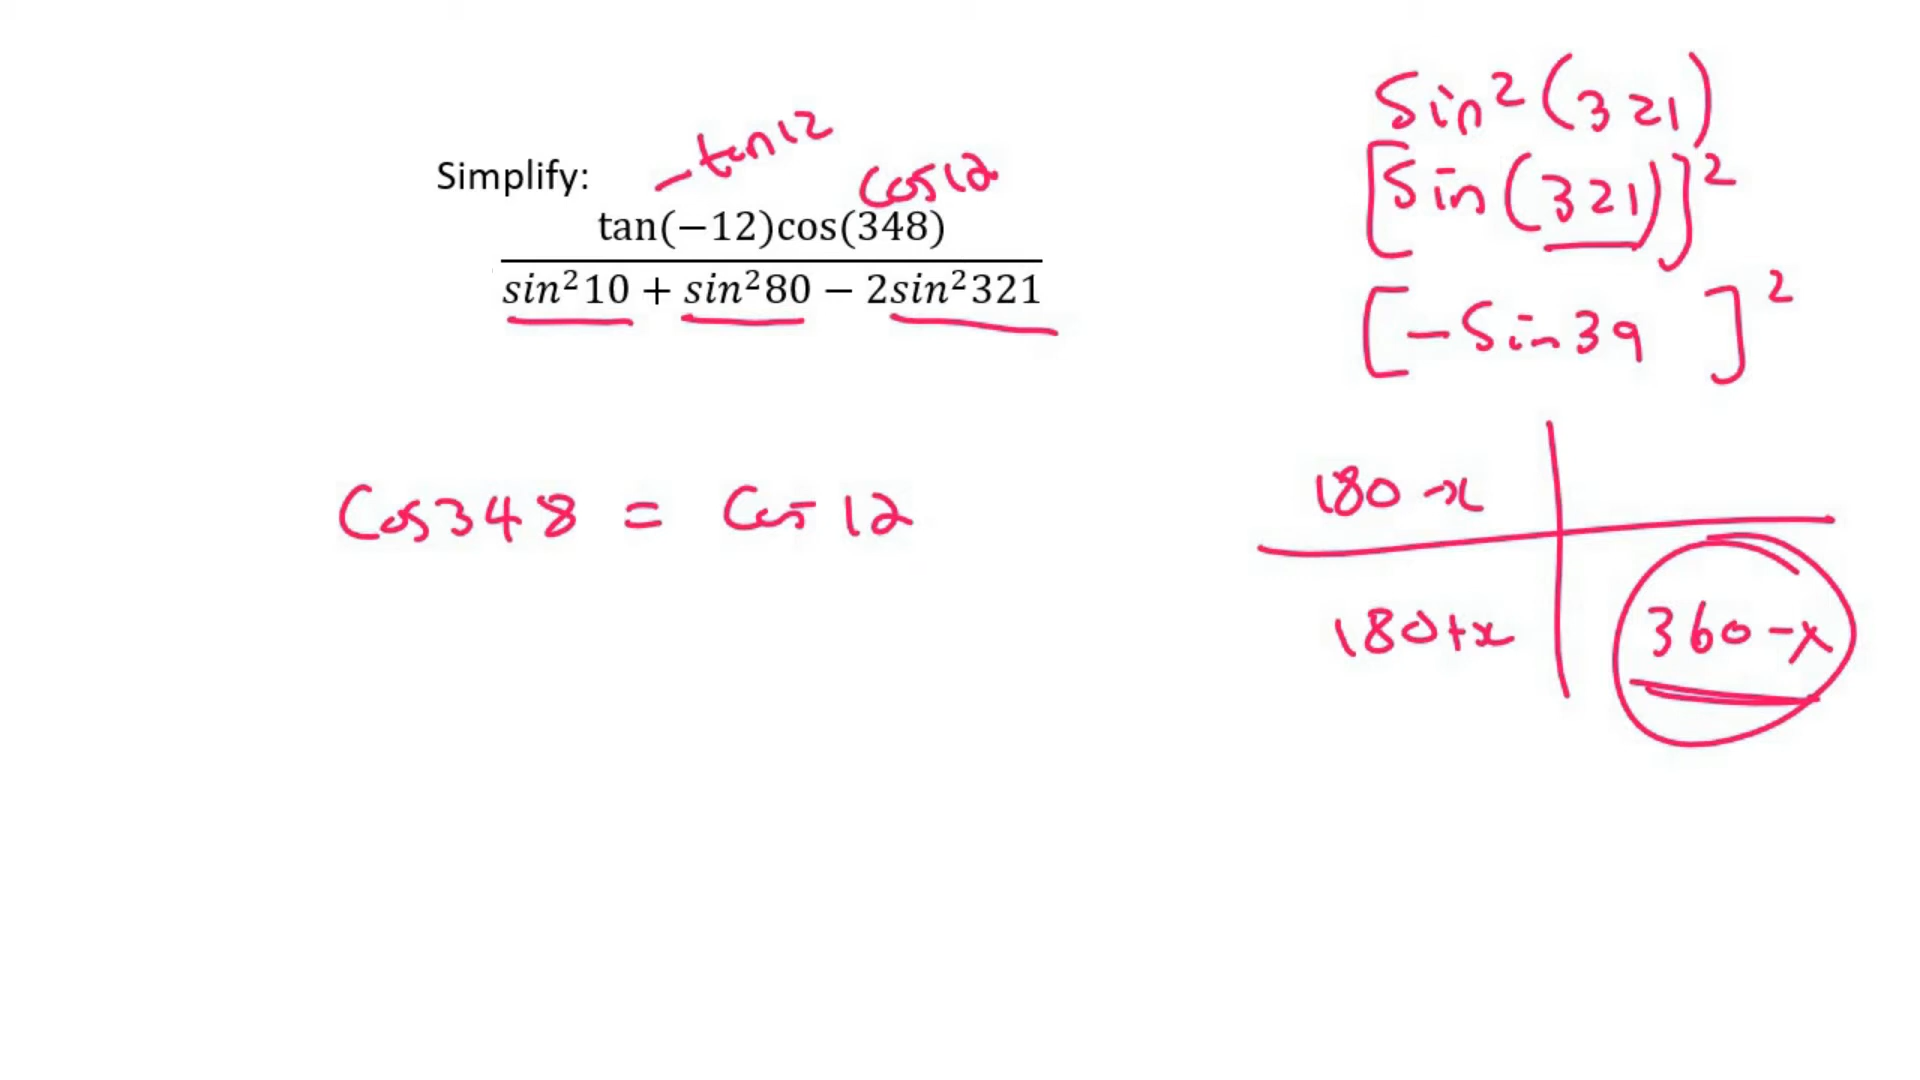 Simplify:
-tan12
cos12
tan(−12)cos(348)
sin²10 + sin²80 − 2sin²321
Cos348 = Cos12
Sin²(321)
[Sin(321)]²
[-Sin39]²
180-x
180+x
360-x